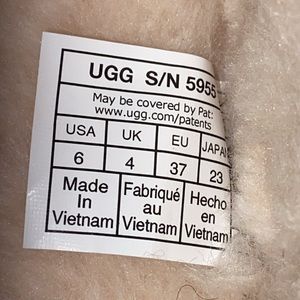 UGG S/N 5955
May be covered by Pat:
www.ugg.com/patents
USA UK EU JAPAN
6 4 37 23
Made Fabriqué Hecho
In au en
Vietnam Vietnam Vietnam